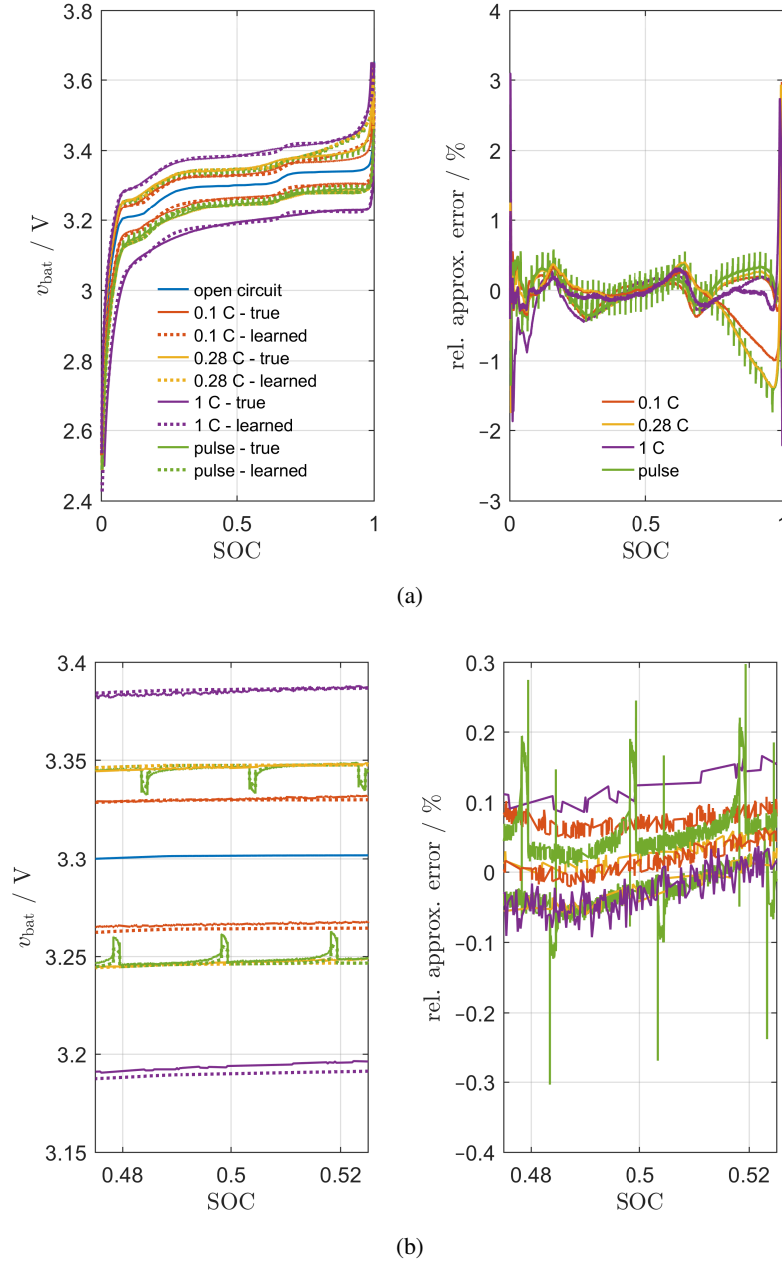 3.8
3.6
3.4
3.2
3
2.8
2.6
2.4
v_bat / V
0
0.5
1
SOC
open circuit
0.1 C - true
0.1 C - learned
0.28 C - true
0.28 C - learned
1 C - true
1 C - learned
pulse - true
pulse - learned
4
3
2
1
0
−1
−2
−3
rel. approx. error / %
0
0.5
1
SOC
0.1 C
0.28 C
1 C
pulse
(a)
3.4
3.35
3.3
3.25
3.2
3.15
v_bat / V
0.48
0.5
0.52
SOC
0.3
0.2
0.1
0
−0.1
−0.2
−0.3
−0.4
rel. approx. error / %
0.48
0.5
0.52
SOC
(b)